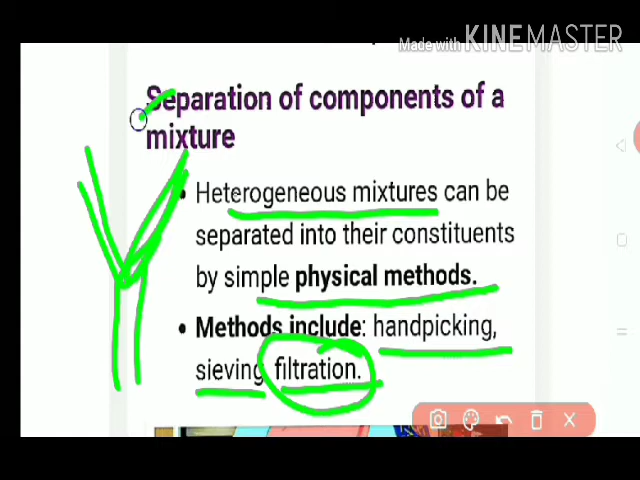 Made with KINEMASTER
Separation of components of a
mixture
• Heterogeneous mixtures can be
separated into their constituents
by simple physical methods.
• Methods include: handpicking,
sieving filtration.